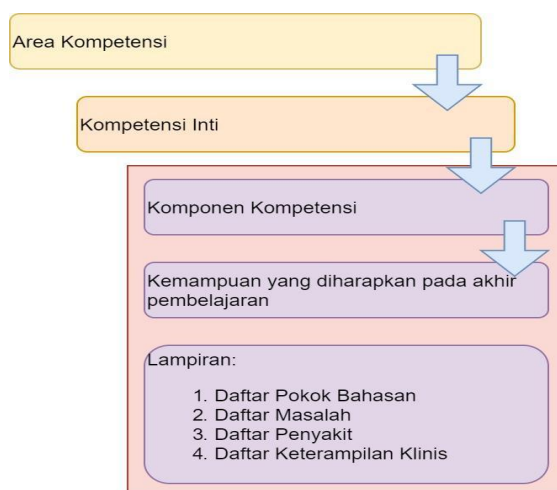 Area Kompetensi
Kompetensi Inti
Komponen Kompetensi
Kemampuan yang diharapkan pada akhir
pembelajaran
Lampiran:
1. Daftar Pokok Bahasan
2. Daftar Masalah
3. Daftar Penyakit
4. Daftar Keterampilan Klinis